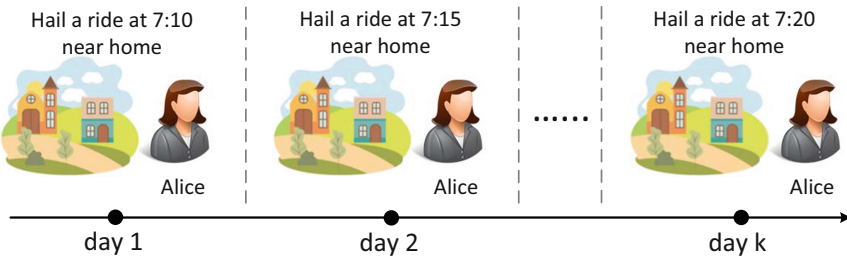 Hail a ride at 7:10
near home
Hail a ride at 7:15
near home
Hail a ride at 7:20
near home
......
Alice
Alice
Alice
day 1
day 2
day k